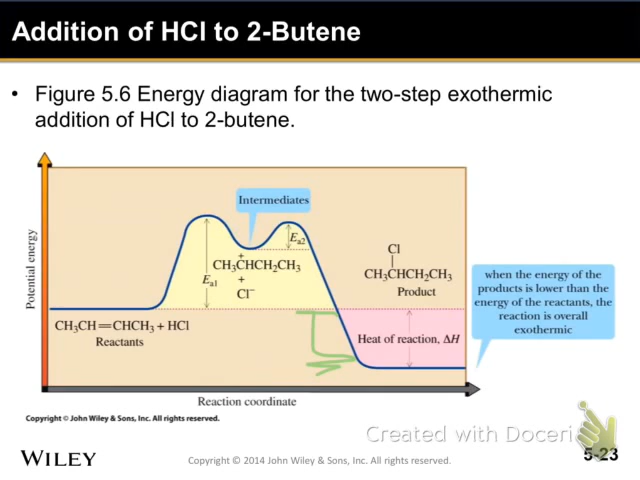 Addition of HCl to 2-Butene
• Figure 5.6 Energy diagram for the two-step exothermic
addition of HCl to 2-butene.
Potential energy
Intermediates
Ea1
Ea2
+
CH₃CHCH₂CH₃
+
Cl⁻
Cl
|
CH₃CHCH₂CH₃
Product
CH₃CH=CHCH₃ + HCl
Reactants
Heat of reaction, ΔH
when the energy of the
products is lower than the
energy of the reactants, the
reaction is overall
exothermic
Reaction coordinate
Copyright © John Wiley & Sons, Inc. All rights reserved.
Created with Doceri
WILEY
Copyright © 2014 John Wiley & Sons, Inc. All rights reserved.
5-23